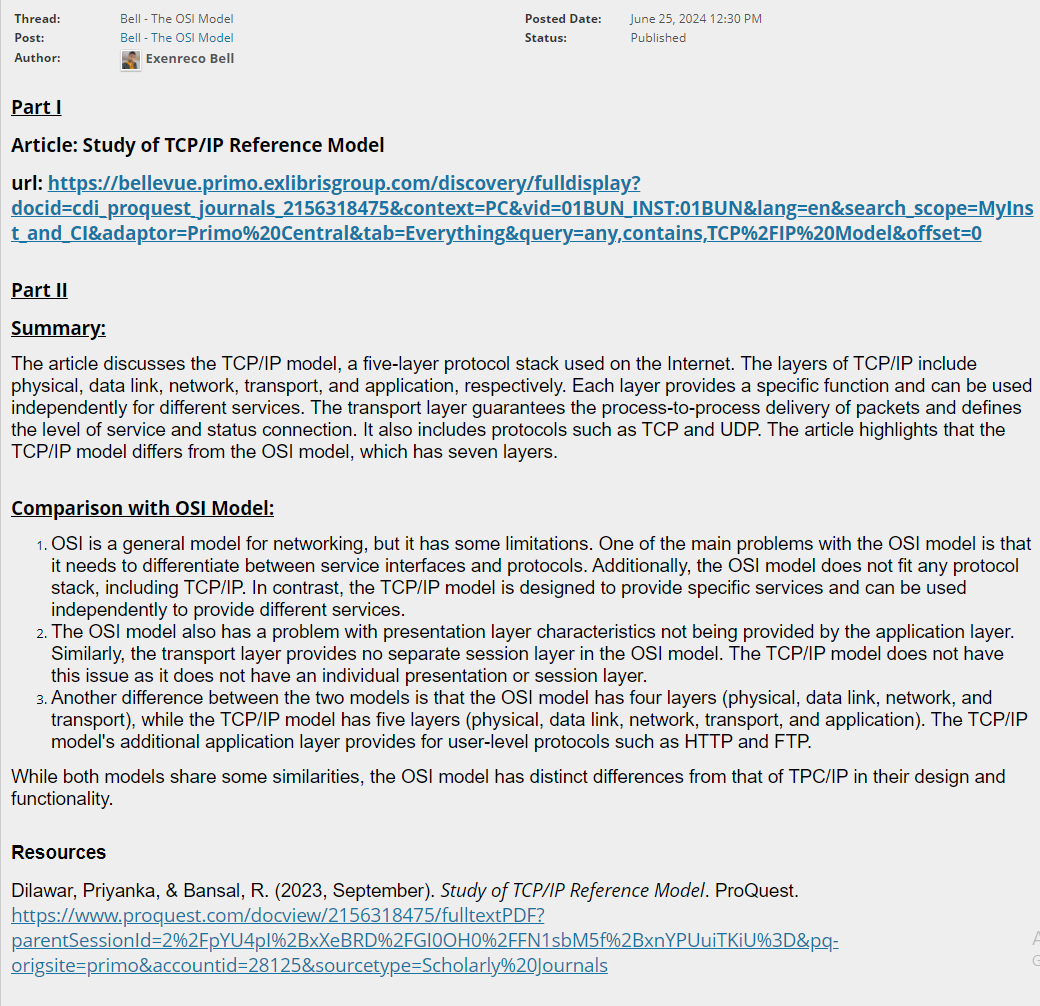 Thread: Bell - The OSI Model Posted Date: June 25, 2024 12:30 PM
Post: Bell - The OSI Model Status: Published
Author: Exenreco Bell
Part I
Article: Study of TCP/IP Reference Model
url: https://bellevue.primo.exlibrisgroup.com/discovery/fulldisplay?
docid=cdi_proquest_journals_2156318475&context=PC&vid=01BUN_INST:01BUN&lang=en&search_scope=MyIns
t_and_CI&adaptor=Primo%20Central&tab=Everything&query=any,contains,TCP%2FIP%20Model&offset=0
Part II
Summary:
The article discusses the TCP/IP model, a five-layer protocol stack used on the Internet. The layers of TCP/IP include
physical, data link, network, transport, and application, respectively. Each layer provides a specific function and can be used
independently for different services. The transport layer guarantees the process-to-process delivery of packets and defines
the level of service and status connection. It also includes protocols such as TCP and UDP. The article highlights that the
TCP/IP model differs from the OSI model, which has seven layers.
Comparison with OSI Model:
1. OSI is a general model for networking, but it has some limitations. One of the main problems with the OSI model is that
it needs to differentiate between service interfaces and protocols. Additionally, the OSI model does not fit any protocol
stack, including TCP/IP. In contrast, the TCP/IP model is designed to provide specific services and can be used
independently to provide different services.
2. The OSI model also has a problem with presentation layer characteristics not being provided by the application layer.
Similarly, the transport layer provides no separate session layer in the OSI model. The TCP/IP model does not have
this issue as it does not have an individual presentation or session layer.
3. Another difference between the two models is that the OSI model has four layers (physical, data link, network, and
transport), while the TCP/IP model has five layers (physical, data link, network, transport, and application). The TCP/IP
model's additional application layer provides for user-level protocols such as HTTP and FTP.
While both models share some similarities, the OSI model has distinct differences from that of TPC/IP in their design and
functionality.
Resources
Dilawar, Priyanka, & Bansal, R. (2023, September). Study of TCP/IP Reference Model. ProQuest.
https://www.proquest.com/docview/2156318475/fulltextPDF?
parentSessionId=2%2FpYU4pI%2BxXeBRD%2FGI0OH0%2FFN1sbM5f%2BxnYPUuiTKiU%3D&pq-
origsite=primo&accountid=28125&sourcetype=Scholarly%20Journals